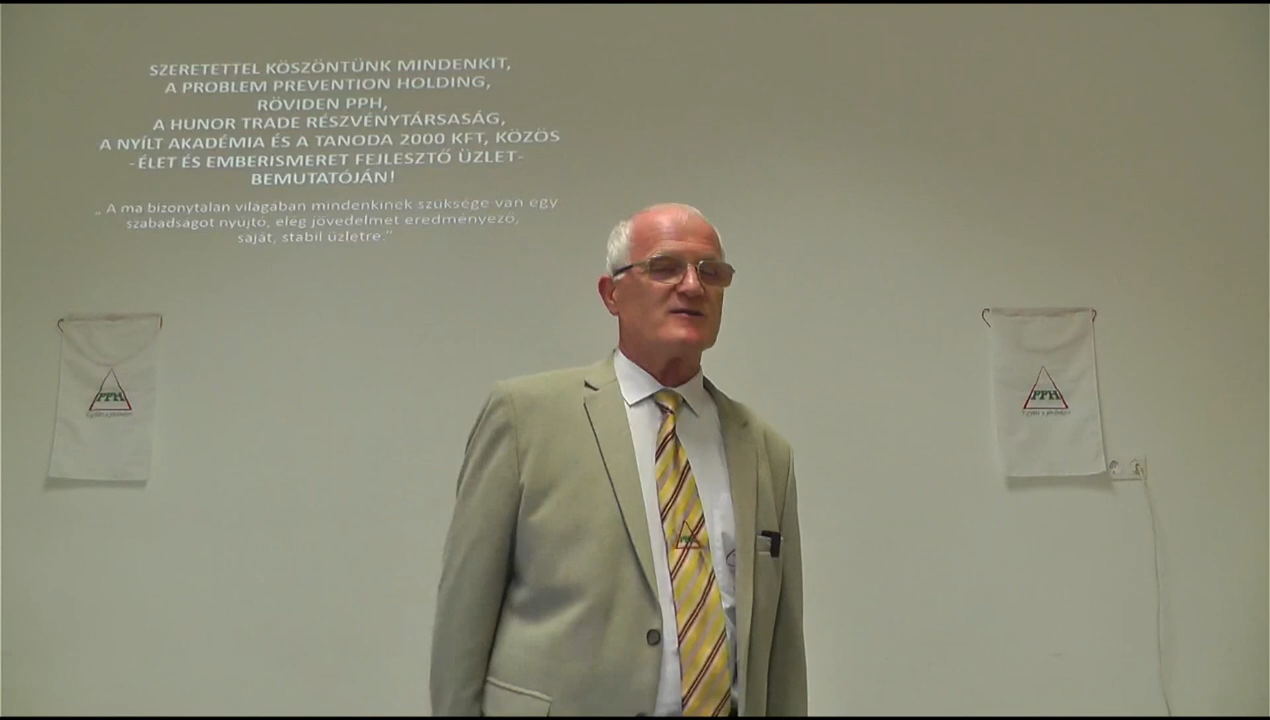 SZERETETTEL KÖSZÖNTÜNK MINDENKIT,
A PROBLEM PREVENTION HOLDING,
RÖVIDEN PPH,
A HUNOR TRADE RÉSZVÉNYTÁRSASÁG,
A NYÍLT AKADÉMIA ÉS A TANODA 2000 KFT, KÖZÖS
-ÉLET ÉS EMBERISMERET FEJLESZTŐ ÜZLET-
BEMUTATÓJÁN!
„ A ma bizonytalan világában mindenkinek szüksége van egy
szabadságot nyújtó, elég jövedelmet eredményező,
saját, stabil üzletre.”
PPH
PPH
PPH